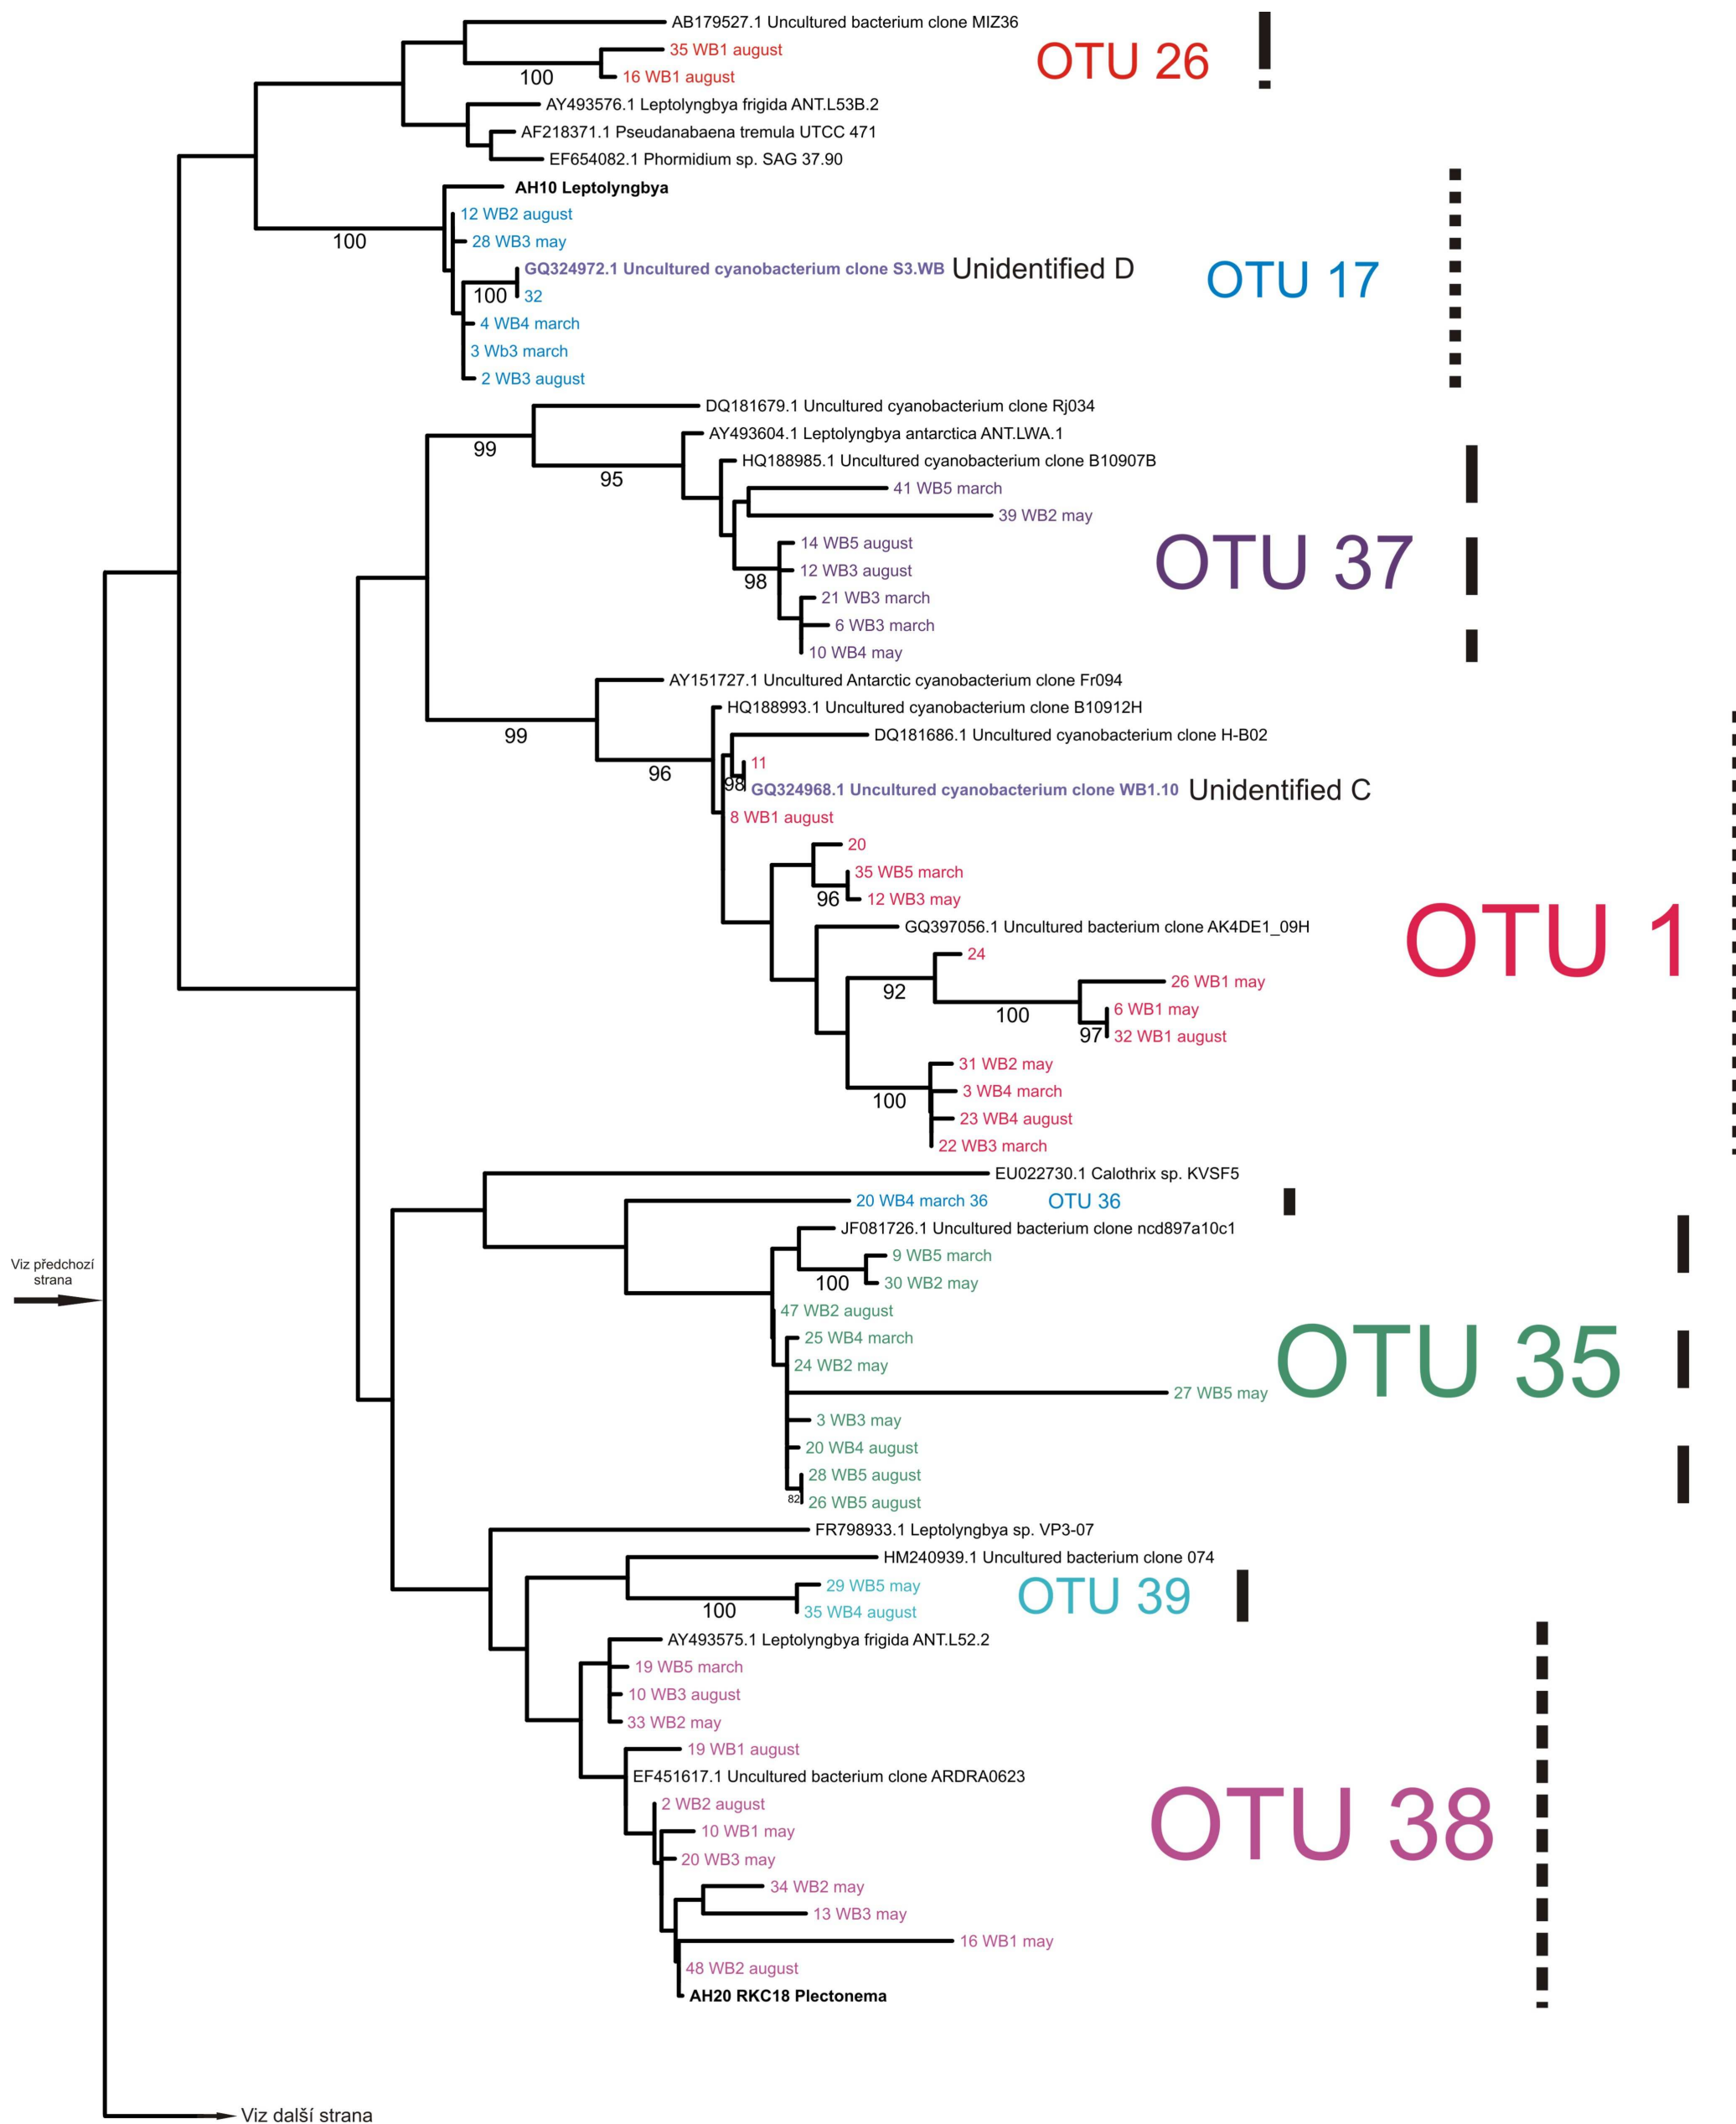 AB179527.1 Uncultured bacterium clone MIZ36
35 WB1 august
OTU 26
100
16 WB1 august
AY493576.1 Leptolyngbya frigida ANT.L53B.2
AF218371.1 Pseudanabaena tremula UTCC 471
EF654082.1 Phormidium sp. SAG 37.90
AH10 Leptolyngbya
12 WB2 august
100
28 WB3 may
GQ324972.1 Uncultured cyanobacterium clone S3.WB Unidentified D
OTU 17
100
32
4 WB4 march
3 Wb3 march
2 WB3 august
DQ181679.1 Uncultured cyanobacterium clone Rj034
AY493604.1 Leptolyngbya antarctica ANT.LWA.1
99
HQ188985.1 Uncultured cyanobacterium clone B10907B
95
41 WB5 march
39 WB2 may
14 WB5 august
OTU 37
12 WB3 august
98
21 WB3 march
6 WB3 march
10 WB4 may
AY151727.1 Uncultured Antarctic cyanobacterium clone Fr094
HQ188993.1 Uncultured cyanobacterium clone B10912H
99
DQ181686.1 Uncultured cyanobacterium clone H-B02
11
96
98
GQ324968.1 Uncultured cyanobacterium clone WB1.10 Unidentified C
8 WB1 august
20
35 WB5 march
96
12 WB3 may
GQ397056.1 Uncultured bacterium clone AK4DE1_09H
OTU 1
24
26 WB1 may
92
6 WB1 may
100
97
32 WB1 august
31 WB2 may
3 WB4 march
100
23 WB4 august
22 WB3 march
EU022730.1 Calothrix sp. KVSF5
20 WB4 march 36
OTU 36
JF081726.1 Uncultured bacterium clone ncd897a10c1
9 WB5 march
Viz předchozí
strana
100
30 WB2 may
47 WB2 august
25 WB4 march
24 WB2 may
OTU 35
27 WB5 may
3 WB3 may
20 WB4 august
28 WB5 august
82
26 WB5 august
FR798933.1 Leptolyngbya sp. VP3-07
HM240939.1 Uncultured bacterium clone 074
29 WB5 may
OTU 39
100
35 WB4 august
AY493575.1 Leptolyngbya frigida ANT.L52.2
19 WB5 march
10 WB3 august
33 WB2 may
19 WB1 august
EF451617.1 Uncultured bacterium clone ARDRA0623
2 WB2 august
OTU 38
10 WB1 may
20 WB3 may
34 WB2 may
13 WB3 may
16 WB1 may
48 WB2 august
AH20 RKC18 Plectonema
Viz další strana